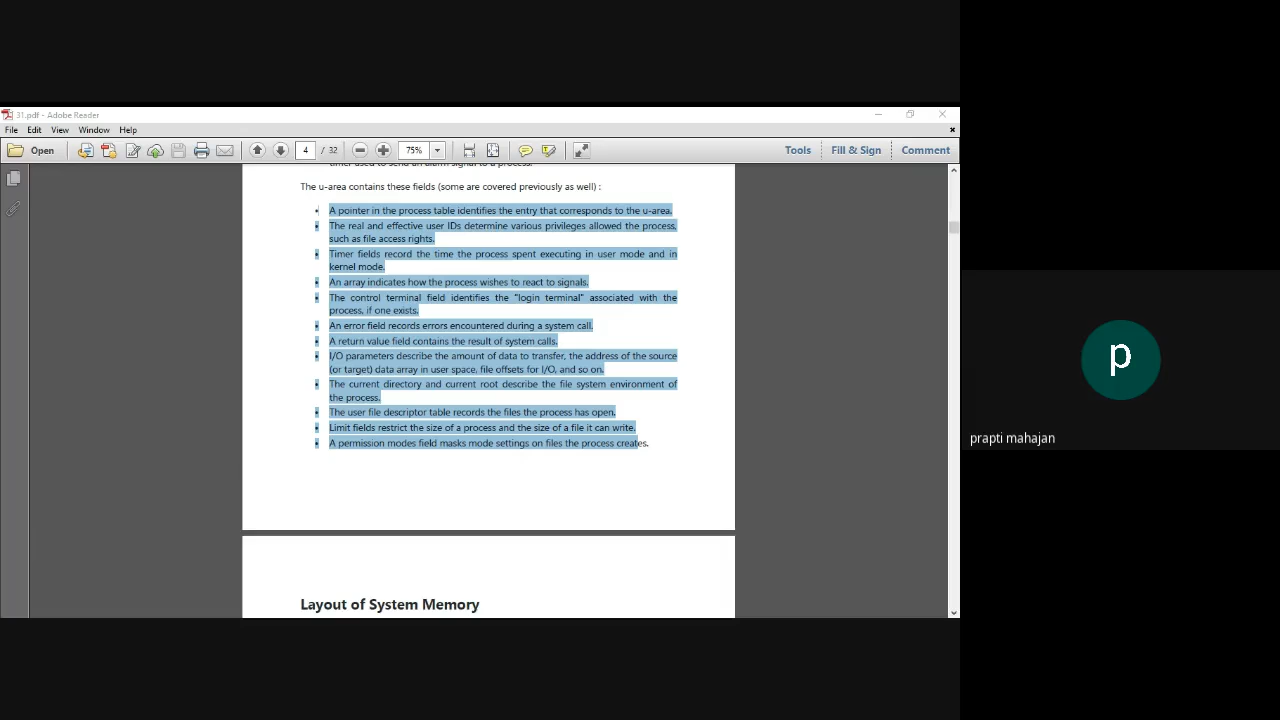 31.pdf - Adobe Reader
File Edit View Window Help
Open 4 / 32 75% Tools Fill & Sign Comment
timer used to send an alarm signal to a process.
The u-area contains these fields (some are covered previously as well) :
• A pointer in the process table identifies the entry that corresponds to the u-area.
• The real and effective user IDs determine various privileges allowed the process,
such as file access rights.
• Timer fields record the time the process spent executing in user mode and in
kernel mode.
• An array indicates how the process wishes to react to signals.
• The control terminal field identifies the "login terminal" associated with the
process, if one exists.
• An error field records errors encountered during a system call.
• A return value field contains the result of system calls.
• I/O parameters describe the amount of data to transfer, the address of the source
(or target) data array in user space, file offsets for I/O, and so on.
• The current directory and current root describe the file system environment of
the process.
• The user file descriptor table records the files the process has open.
• Limit fields restrict the size of a process and the size of a file it can write.
• A permission modes field masks mode settings on files the process creates.
Layout of System Memory
p
prapti mahajan